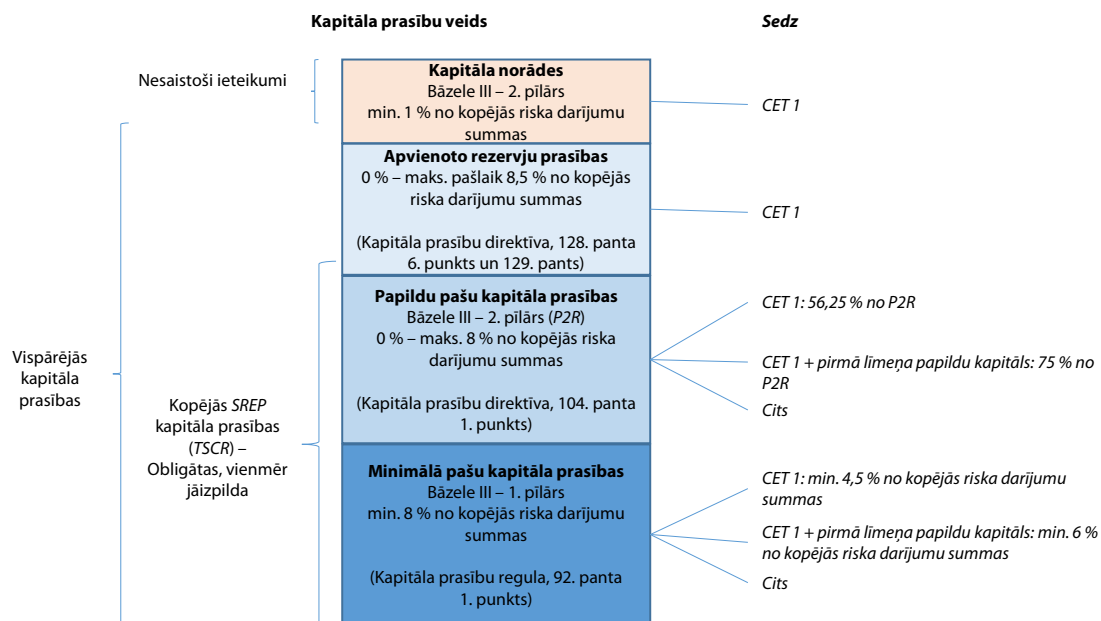 Kapitāla prasību veids
Sedz
Nesaistoši ieteikumi
Kapitāla norādes
Bāzele III – 2. pīlārs
min. 1 % no kopējās riska darījumu
summas
CET 1
Apvienoto rezervju prasības
0 % – maks. pašlaik 8,5 % no kopējās
riska darījumu summas
(Kapitāla prasību direktīva, 128. panta
6. punkts un 129. pants)
CET 1
Vispārējās
kapitāla
prasības
Kopējās SREP
kapitāla prasības
(TSCR) –
Obligātas, vienmēr
jāizpilda
Papildu pašu kapitāla prasības
Bāzele III – 2. pīlārs (P2R)
0 % – maks. 8 % no kopējās riska
darījumu summas
(Kapitāla prasību direktīva, 104. panta
1. punkts)
CET 1: 56,25 % no P2R
CET 1 + pirmā līmeņa papildu kapitāls: 75 % no
P2R
Cits
Minimālā pašu kapitāla prasības
Bāzele III – 1. pīlārs
min. 8 % no kopējās riska darījumu
summas
(Kapitāla prasību regula, 92. panta
1. punkts)
CET 1: min. 4,5 % no kopējās riska darījumu
summas
CET 1 + pirmā līmeņa papildu kapitāls: min. 6 %
no kopējās riska darījumu summas
Cits